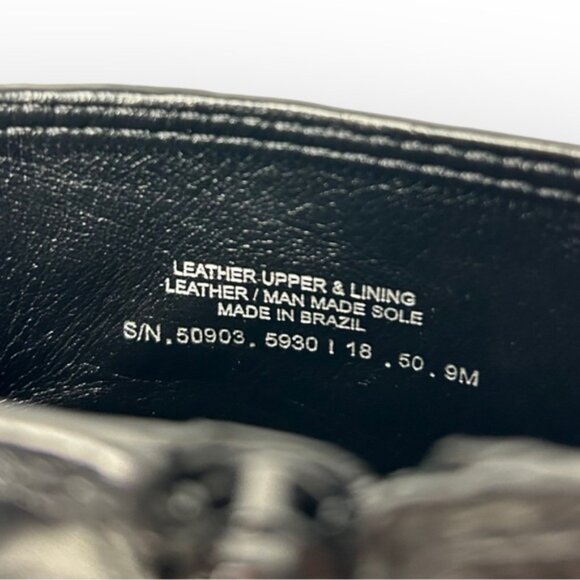 LEATHER UPPER & LINING
LEATHER / MAN MADE SOLE
MADE IN BRAZIL
S/N.50903.5930 I 18 .50.9M